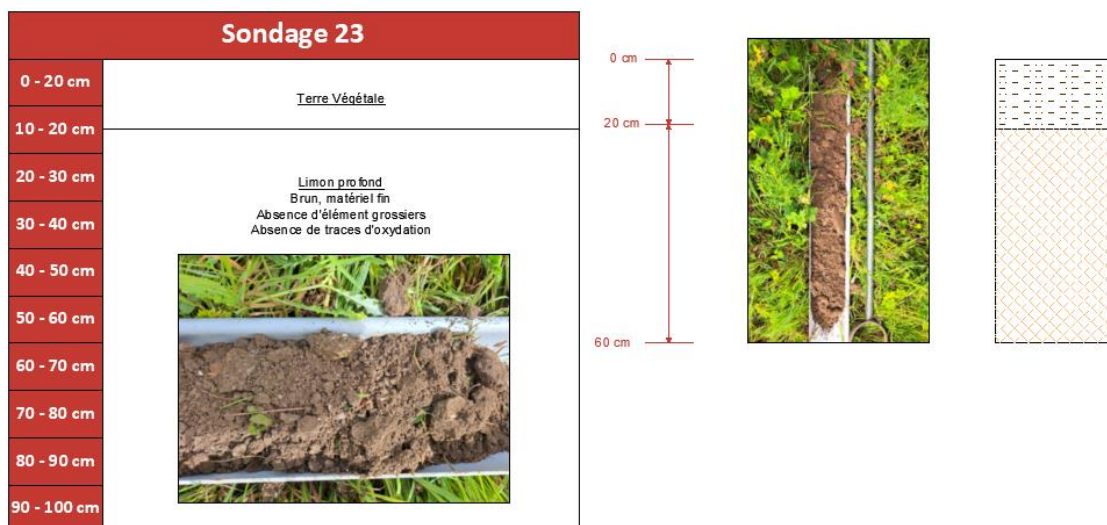 Sondage 23
0 - 20 cm
Terre Végétale
10 - 20 cm
20 - 30 cm
Limon profond
Brun, matériel fin
30 - 40 cm
Absence d'élément grossiers
Absence de traces d'oxydation
40 - 50 cm
50 - 60 cm
60 - 70 cm
70 - 80 cm
80 - 90 cm
90 - 100 cm
0 cm
20 cm
60 cm